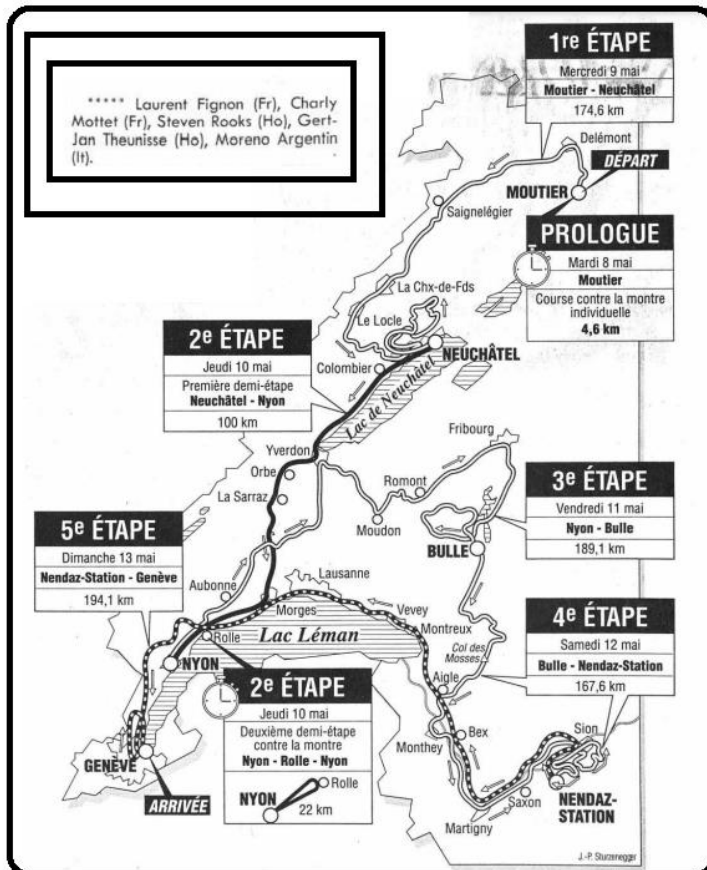 ***** Laurent Fignon (Fr), Charly
Mottet (Fr), Steven Rooks (Ho), Gert-
Jan Theunisse (Ho), Moreno Argentin
(It).
1re ÉTAPE
Mercredi 9 mai
Moutier - Neuchâtel
174,6 km
Delémont
DÉPART
MOUTIER
Saignelégier
PROLOGUE
Mardi 8 mai
Moutier
Course contre la montre
individuelle
4,6 km
La Chx-de-Fds
Le Locle
NEUCHÂTEL
Colombier
Lac de Neuchâtel
2e ÉTAPE
Jeudi 10 mai
Première demi-étape
Neuchâtel - Nyon
100 km
Yverdon
Orbe
La Sarraz
Fribourg
Romont
Moudon
BULLE
3e ÉTAPE
Vendredi 11 mai
Nyon - Bulle
189,1 km
5e ÉTAPE
Dimanche 13 mai
Nendaz-Station - Genève
194,1 km
Aubonne
Lausanne
Morges
Vevey
Montreux
Lac Léman
Rolle
NYON
Col des
Mosses
4e ÉTAPE
Samedi 12 mai
Bulle - Nendaz-Station
167,6 km
Aigle
Bex
Monthey
Sion
Saxon
Martigny
NENDAZ-
STATION
2e ÉTAPE
Jeudi 10 mai
Deuxième demi-étape
contre la montre
Nyon - Rolle - Nyon
Rolle
NYON
22 km
GENÈVE
ARRIVÉE
J.-P. Sturzenegger